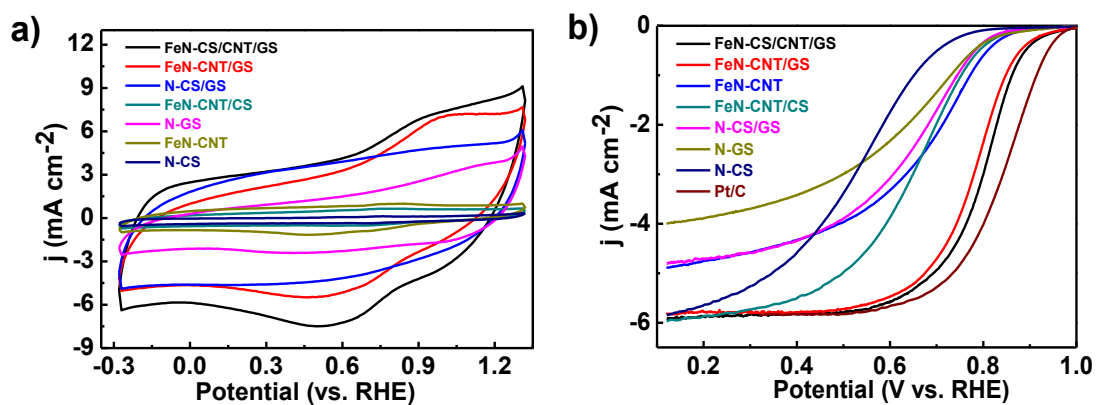 a)
12
9
6
3
0
-3
-6
-9
j (mA cm-2)
FeN-CS/CNT/GS
FeN-CNT/GS
N-CS/GS
FeN-CNT/CS
N-GS
FeN-CNT
N-CS
-0.3 0.0 0.3 0.6 0.9 1.2
Potential (vs. RHE)
b)
0
-2
-4
-6
j (mA cm-2)
FeN-CS/CNT/GS
FeN-CNT/GS
FeN-CNT
FeN-CNT/CS
N-CS/GS
N-GS
N-CS
Pt/C
0.2 0.4 0.6 0.8 1.0
Potential (V vs. RHE)